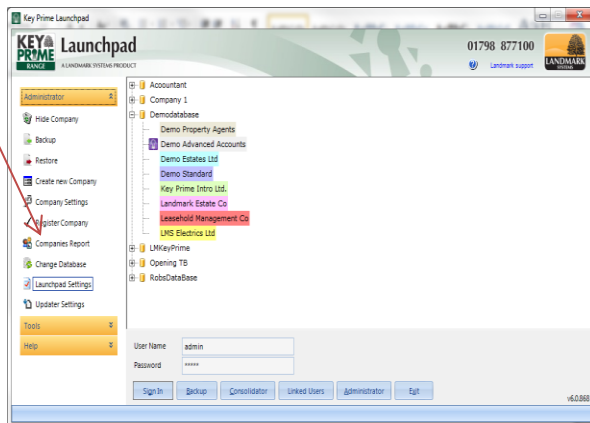 Key Prime Launchpad
KEY PRIME RANGE
Launchpad
A LANDMARK SYSTEMS PRODUCT
01798 877100
Landmark support
LANDMARK SYSTEMS
Administrator
Hide Company
Backup
Restore
Create new Company
Company Settings
Register Company
Companies Report
Change Database
Launchpad Settings
Updater Settings
Tools
Help
Accountant
Company 1
Demodatabase
Demo Property Agents
Demo Advanced Accounts
Demo Estates Ltd
Demo Standard
Key Prime Intro Ltd.
Landmark Estate Co
Leasehold Management Co
LMS Electrics Ltd
LMKeyPrime
Opening TB
RobsDataBase
User Name admin
Password *****
Sign In Backup Consolidator Linked Users Administrator Exit
v6.0.868